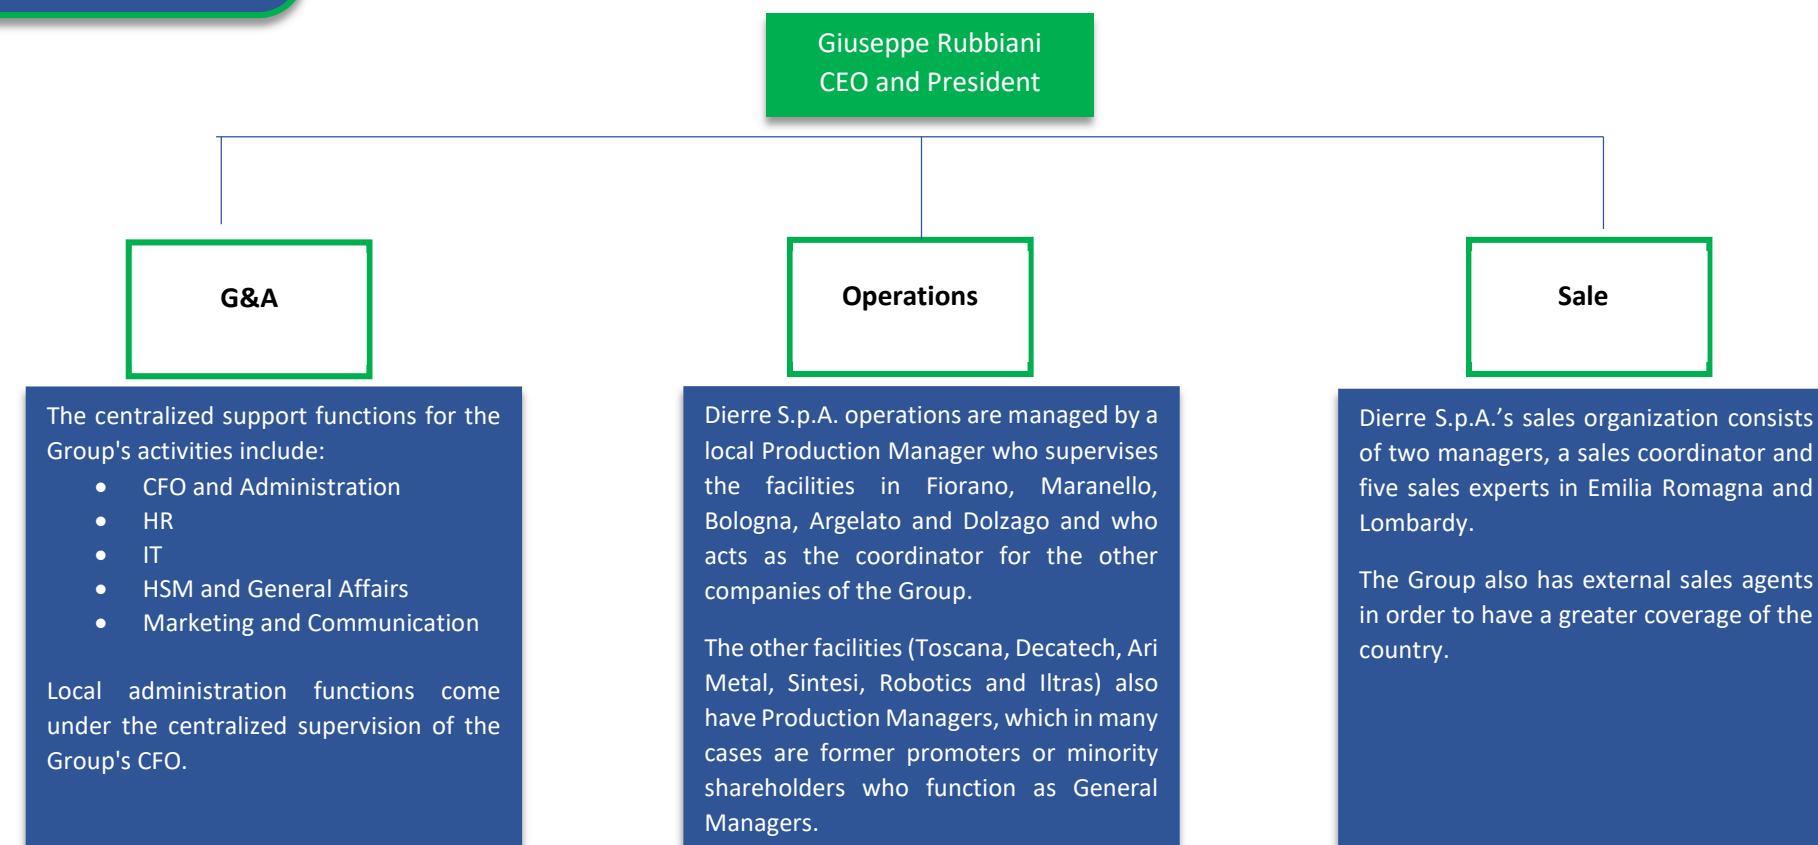 Giuseppe Rubbiani
CEO and President
G&A
Operations
Sale
The centralized support functions for the
Group's activities include:
• CFO and Administration
• HR
• IT
• HSM and General Affairs
• Marketing and Communication
Local administration functions come
under the centralized supervision of the
Group's CFO.
Dierre S.p.A. operations are managed by a
local Production Manager who supervises
the facilities in Fiorano, Maranello,
Bologna, Argelato and Dolzago and who
acts as the coordinator for the other
companies of the Group.
The other facilities (Toscana, Decatech, Ari
Metal, Sintesi, Robotics and Iltras) also
have Production Managers, which in many
cases are former promoters or minority
shareholders who function as General
Managers.
Dierre S.p.A.’s sales organization consists
of two managers, a sales coordinator and
five sales experts in Emilia Romagna and
Lombardy.
The Group also has external sales agents
in order to have a greater coverage of the
country.